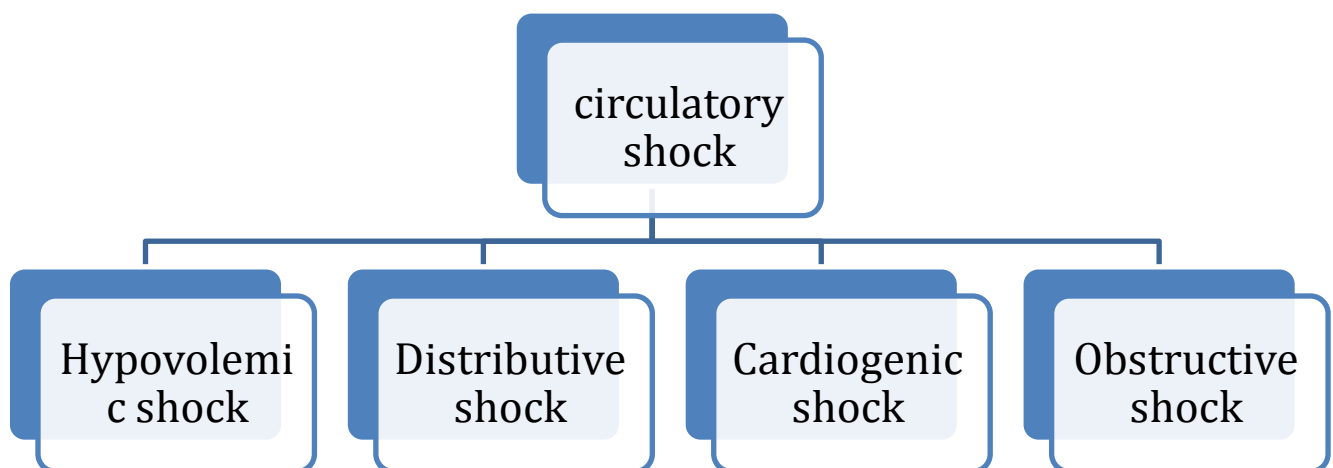 circulatory
shock
Hypovolemi
c shock
Distributive
shock
Cardiogenic
shock
Obstructive
shock